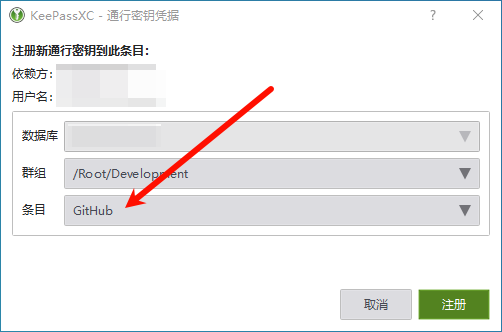 KeePassXC - 通行密钥凭据
注册新通行密钥到此条目：
依赖方：
用户名：
数据库
群组 /Root/Development
条目 GitHub
取消 注册